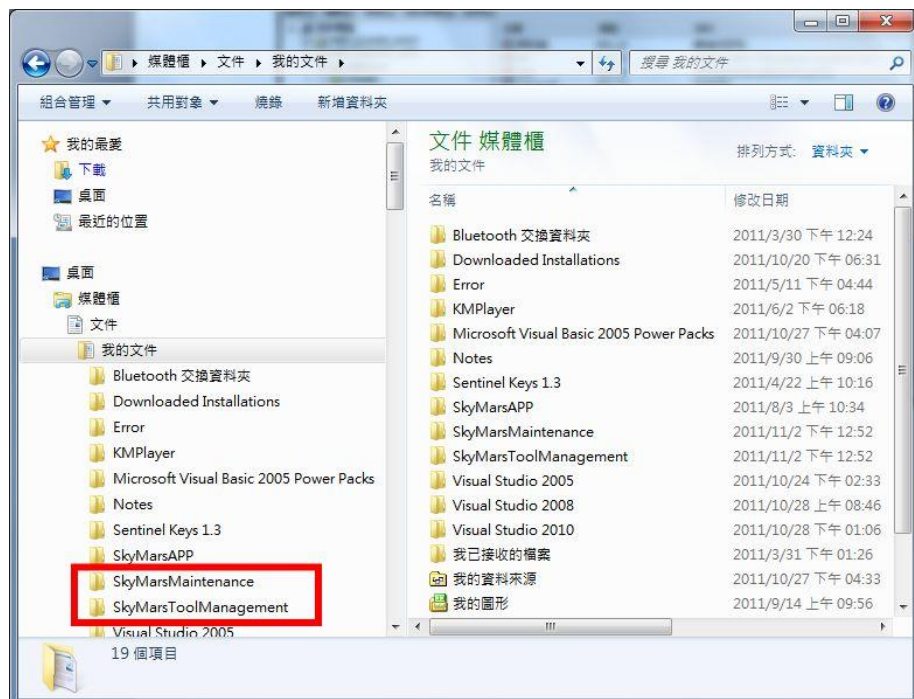 媒體櫃 ▸ 文件 ▸ 我的文件 ▸
搜尋 我的文件
組合管理 ▼ 共用對象 ▼ 燒錄 新增資料夾
我的最愛
下載
桌面
最近的位置
桌面
媒體櫃
文件
我的文件
Bluetooth 交換資料夾
Downloaded Installations
Error
KMPlayer
Microsoft Visual Basic 2005 Power Packs
Notes
Sentinel Keys 1.3
SkyMarsAPP
SkyMarsMaintenance
SkyMarsToolManagement
Visual Studio 2005
文件 媒體櫃
我的文件
排列方式: 資料夾 ▼
名稱 修改日期
Bluetooth 交換資料夾 2011/3/30 下午 12:24
Downloaded Installations 2011/10/20 下午 06:31
Error 2011/5/11 下午 04:44
KMPlayer 2011/6/2 下午 06:18
Microsoft Visual Basic 2005 Power Packs 2011/10/27 下午 04:07
Notes 2011/9/30 上午 09:06
Sentinel Keys 1.3 2011/4/22 上午 10:16
SkyMarsAPP 2011/8/3 上午 10:34
SkyMarsMaintenance 2011/11/2 下午 12:52
SkyMarsToolManagement 2011/11/2 下午 12:52
Visual Studio 2005 2011/10/24 下午 02:33
Visual Studio 2008 2011/10/28 上午 08:46
Visual Studio 2010 2011/10/28 下午 01:06
我已接收的檔案 2011/3/31 下午 01:26
我的資料來源 2011/10/27 下午 04:33
我的圖形 2011/9/14 上午 09:56
19 個項目